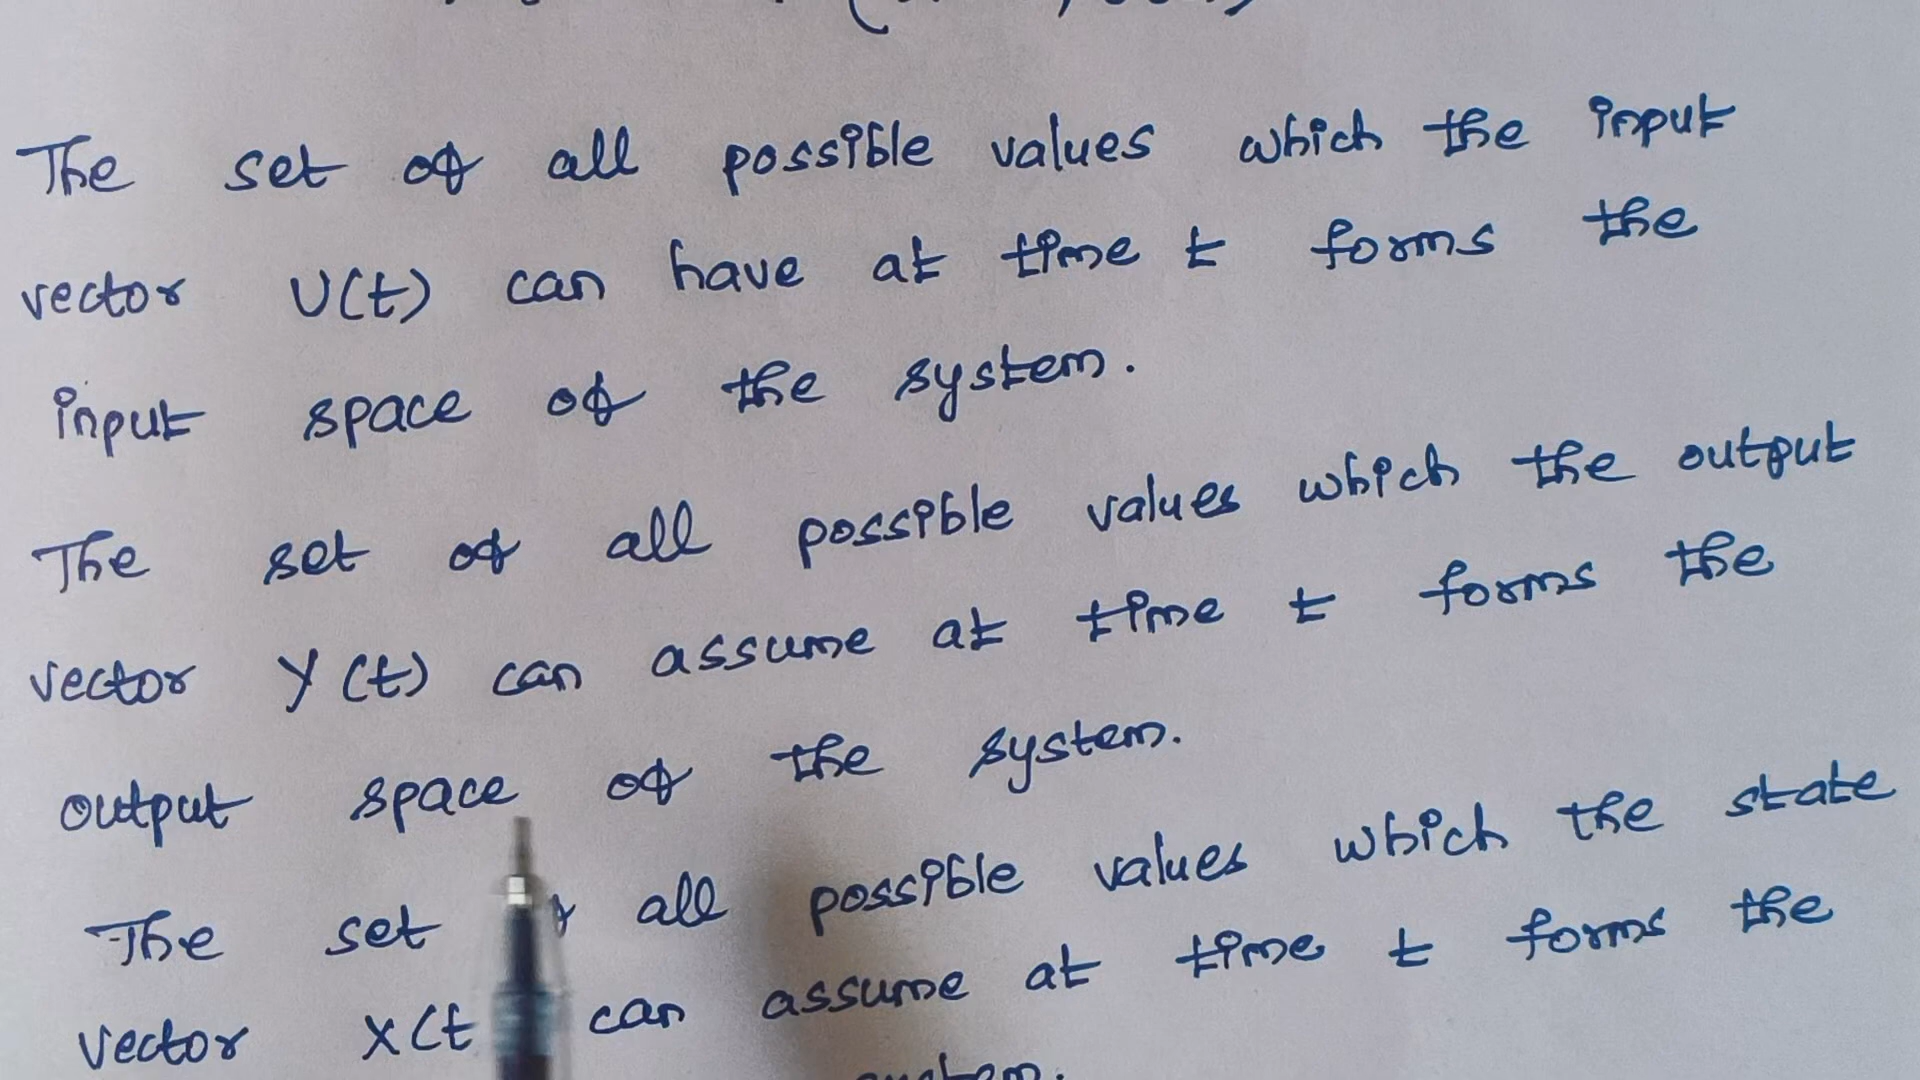 The set of all possible values which the input
vector U(t) can have at time t forms the
input space of the system.
The set of all possible values which the output
vector Y(t) can assume at time t forms the
output space of the system.
The set all possible values which the state
vector X(t can assume at time t forms the
system.